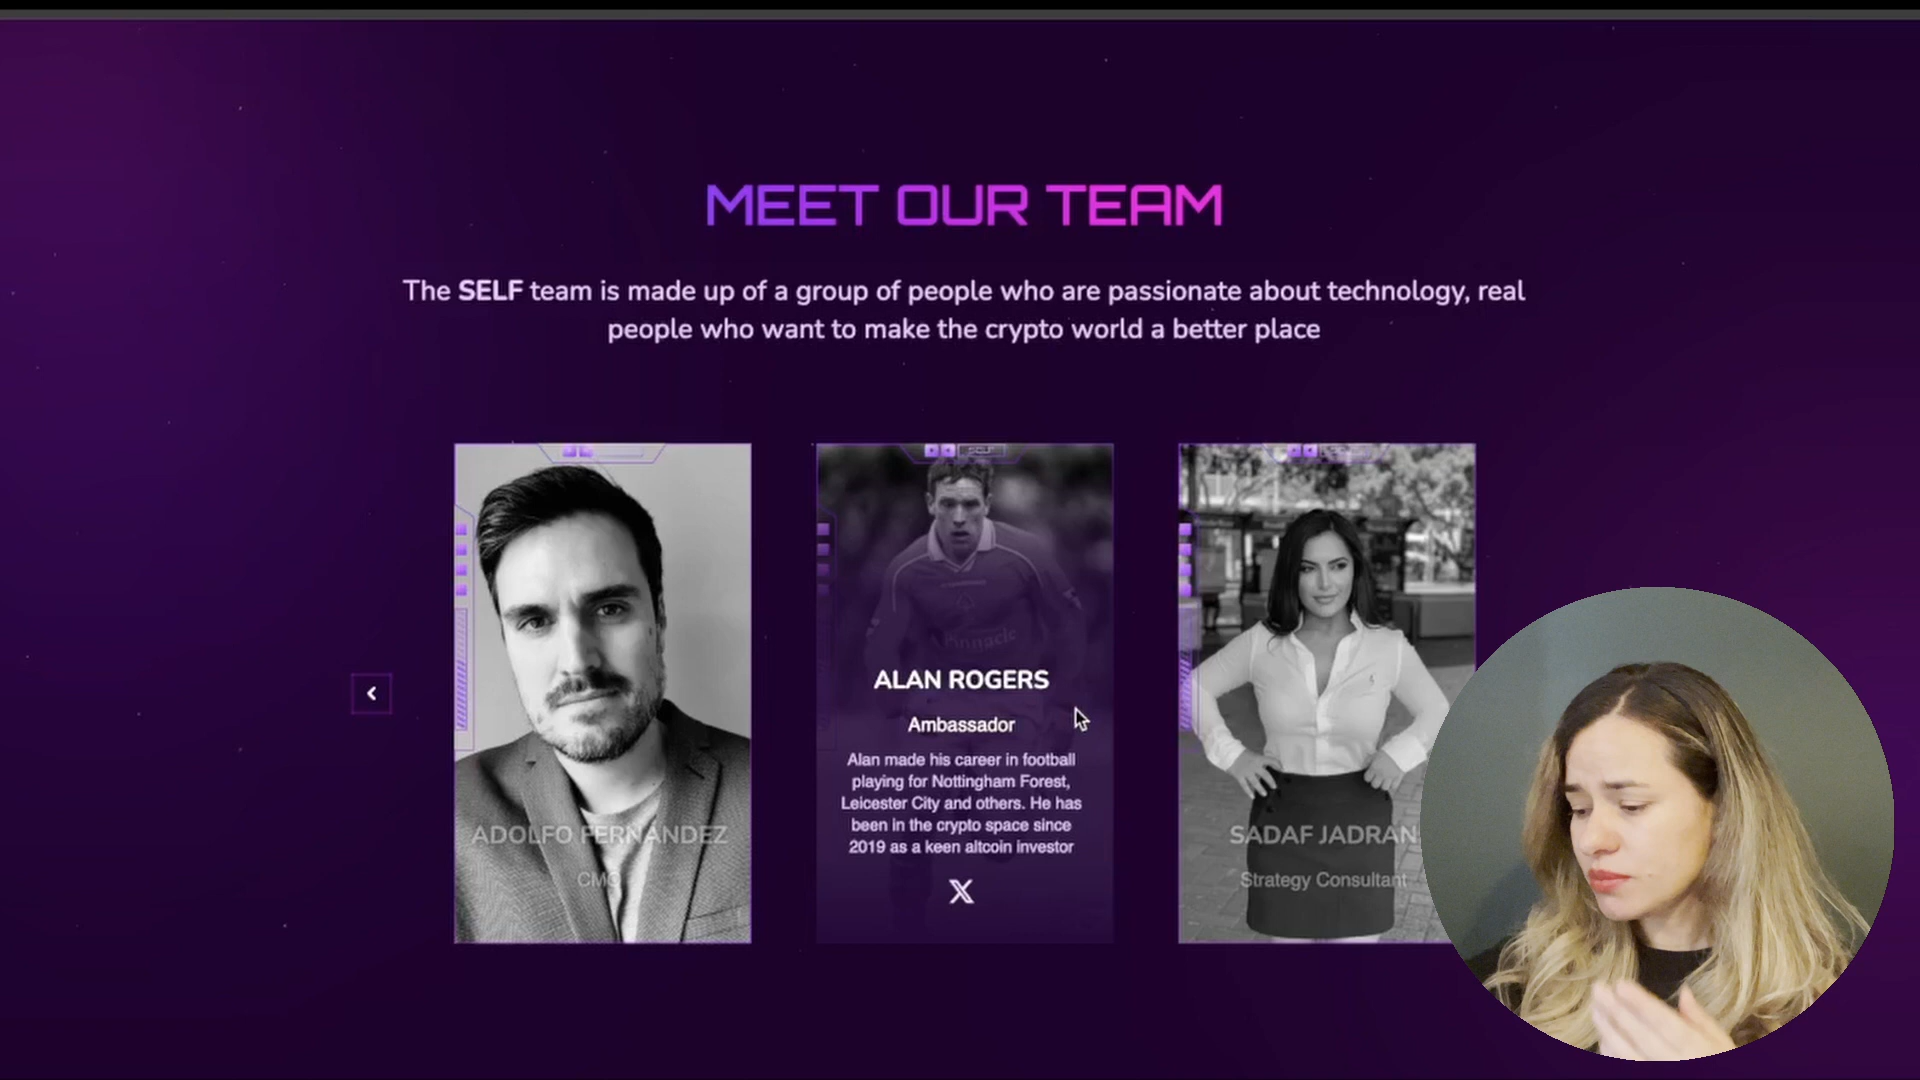 MEET OUR TEAM
The SELF team is made up of a group of people who are passionate about technology, real
people who want to make the crypto world a better place
SELF
Pinnacle
ADOLFO FERNANDEZ
CMO
ALAN ROGERS
Ambassador
Alan made his career in football
playing for Nottingham Forest,
Leicester City and others. He has
been in the crypto space since
2019 as a keen altcoin investor
SADAF JADRAN
Strategy Consultant